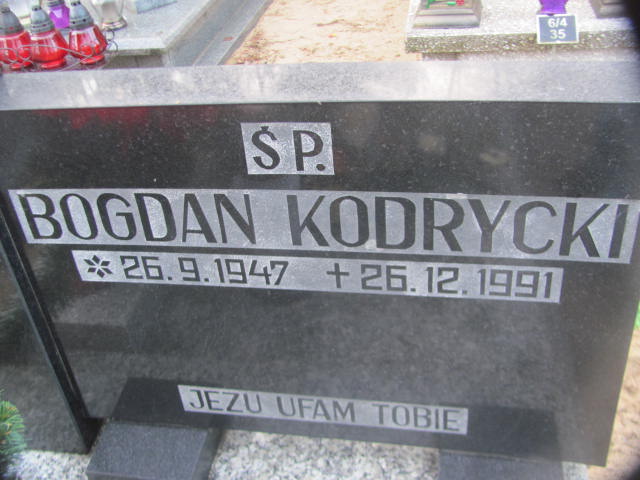 6/4
35
ŚP.
BOGDAN KODRYCKI
* 26.9.1947 +26.12.1991
JEZU UFAM TOBIE